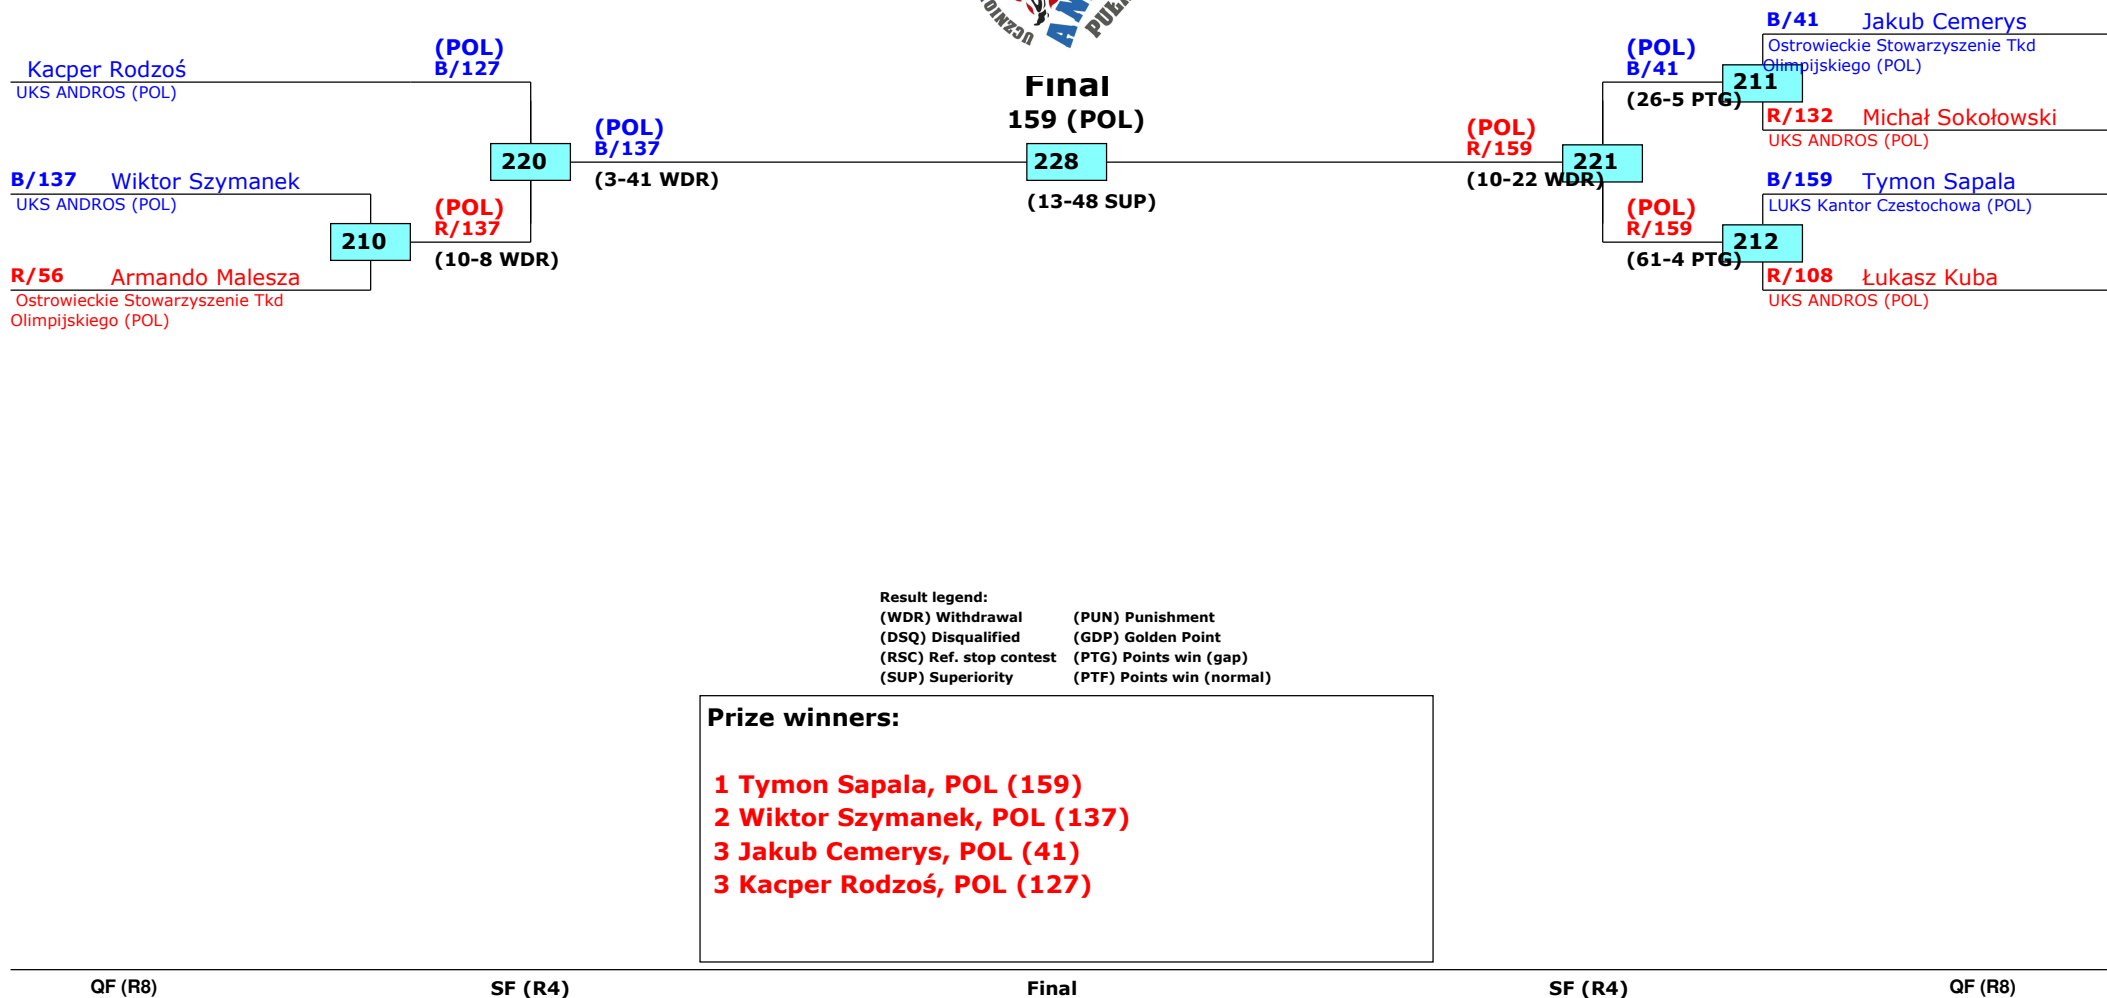 B/41 Jakub Cemerys
Ostrowieckie Stowarzyszenie Tkd
Olimpijskiego (POL)
(POL)
B/127
Kacper Rodzoś
UKS ANDROS (POL)
Final
159 (POL)
(POL)
B/41
(26-5 PTG)
211
R/132 Michał Sokołowski
UKS ANDROS (POL)
220
(POL)
B/137
(3-41 WDR)
228
(13-48 SUP)
(POL)
R/159
(10-22 WDR)
221
B/137 Wiktor Szymanek
UKS ANDROS (POL)
B/159 Tymon Sapala
LUKS Kantor Czestochowa (POL)
210
(POL)
R/137
(10-8 WDR)
(POL)
R/159
(61-4 PTG)
212
R/56 Armando Malesza
Ostrowieckie Stowarzyszenie Tkd
Olimpijskiego (POL)
R/108 Łukasz Kuba
UKS ANDROS (POL)
Result legend:
(WDR) Withdrawal (PUN) Punishment
(DSQ) Disqualified (GDP) Golden Point
(RSC) Ref. stop contest (PTG) Points win (gap)
(SUP) Superiority (PTF) Points win (normal)
Prize winners:
1 Tymon Sapala, POL (159)
2 Wiktor Szymanek, POL (137)
3 Jakub Cemerys, POL (41)
3 Kacper Rodzoś, POL (127)
QF (R8) SF (R4) Final SF (R4) QF (R8)